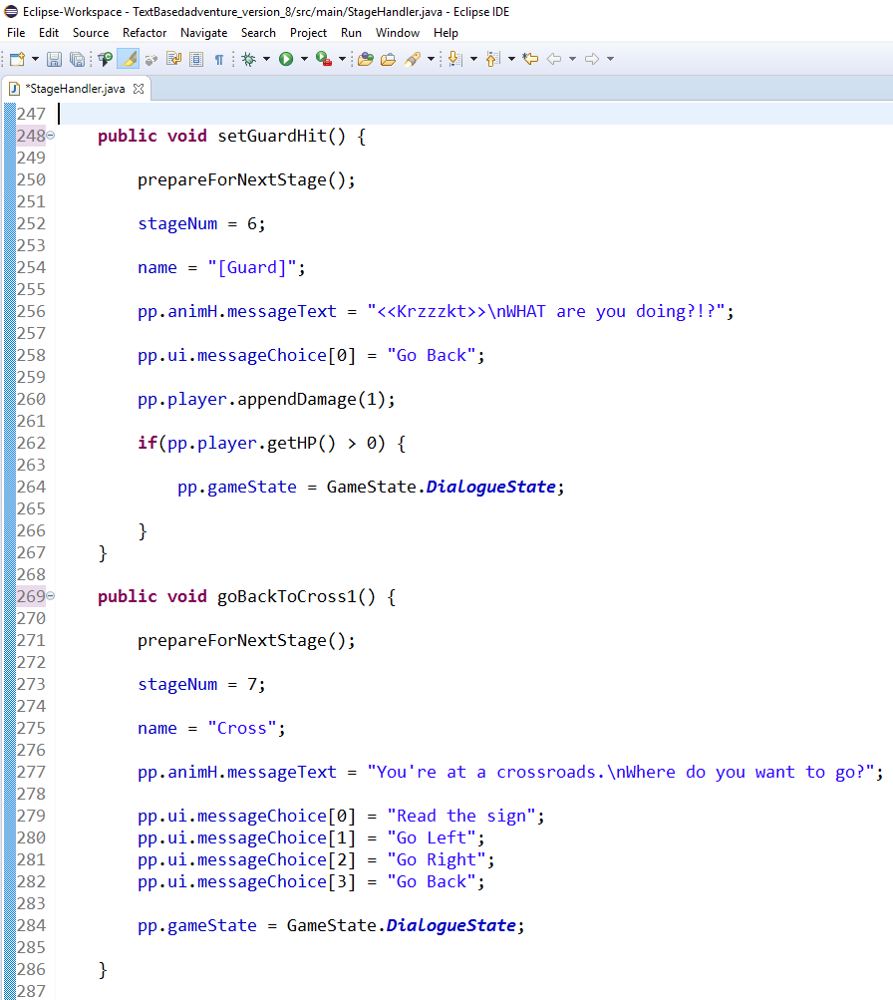 Eclipse-Workspace - TextBasedadventure_version_8/src/main/StageHandler.java - Eclipse IDE
File Edit Source Refactor Navigate Search Project Run Window Help
*StageHandler.java
247
248 public void setGuardHit() {
249
250 prepareForNextStage();
251
252 stageNum = 6;
253
254 name = "[Guard]";
255
256 pp.animH.messageText = "<<Krzzzkt>>\nWHAT are you doing?!?";
257
258 pp.ui.messageChoice[0] = "Go Back";
259
260 pp.player.appendDamage(1);
261
262 if(pp.player.getHP() > 0) {
263
264 pp.gameState = GameState.DialogueState;
265
266 }
267 }
268
269 public void goBackToCross1() {
270
271 prepareForNextStage();
272
273 stageNum = 7;
274
275 name = "Cross";
276
277 pp.animH.messageText = "You're at a crossroads.\nWhere do you want to go?";
278
279 pp.ui.messageChoice[0] = "Read the sign";
280 pp.ui.messageChoice[1] = "Go Left";
281 pp.ui.messageChoice[2] = "Go Right";
282 pp.ui.messageChoice[3] = "Go Back";
283
284 pp.gameState = GameState.DialogueState;
285
286 }
287